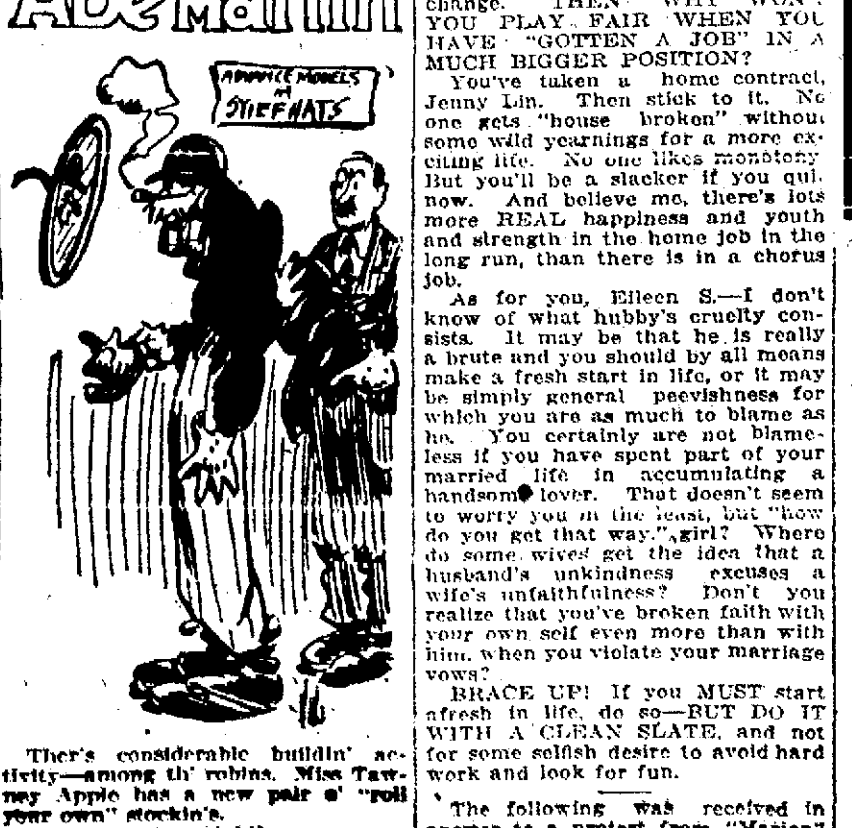 Abe Martin
ADVANCE MODELS
in
STIEF HATS
Ther's considerable buildin' ac-
tivity—among th' robins. Miss Taw-
ney Apple has a new pair o' "roll
your own" stockin's.
change. THEN WHY WON'T
YOU PLAY FAIR WHEN YOU
HAVE "GOTTEN A JOB" IN A
MUCH BIGGER POSITION?
You've taken a home contract,
Jenny Lin. Then stick to it. No
one gets "house broken" without
some wild yearnings for a more ex-
citing life. No one likes monotony
But you'll be a slacker if you quit
now. And believe me, there's lots
more REAL happiness and youth
and strength in the home job in the
long run, than there is in a chorus
job.
As for you, Eileen S.—I don't
know of what hubby's cruelty con-
sists. It may be that he is really
a brute and you should by all means
make a fresh start in life, or it may
be simply general peevishness for
which you are as much to blame as
he. You certainly are not blame-
less if you have spent part of your
married life in accumulating a
handsome lover. That doesn't seem
to worry you in the least, but "how
do you get that way," girl? Where
do some wives get the idea that a
husband's unkindness excuses a
wife's unfaithfulness? Don't you
realize that you've broken faith with
your own self even more than with
him, when you violate your marriage
vows?
BRACE UP! If you MUST start
afresh in life, do so—BUT DO IT
WITH A CLEAN SLATE, and not
for some selfish desire to avoid hard
work and look for fun.
The following was received in
answer to a protest from "Marion"